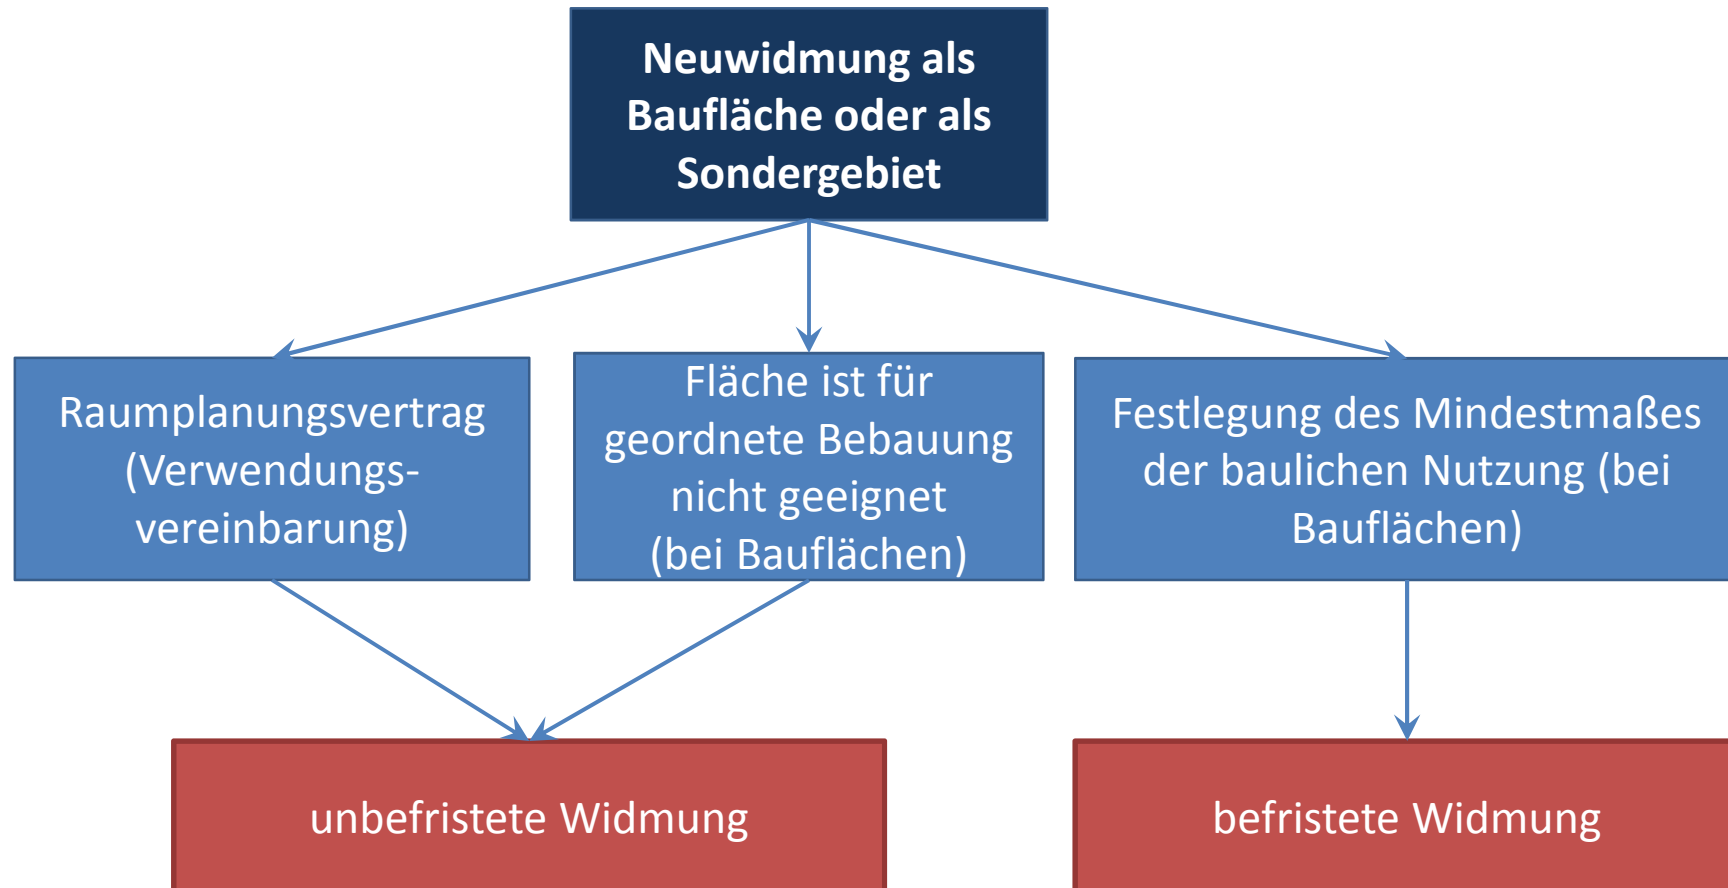 Neuwidmung als
Baufläche oder als
Sondergebiet
Raumplanungsvertrag
(Verwendungs-
vereinbarung)
Fläche ist für
geordnete Bebauung
nicht geeignet
(bei Bauflächen)
Festlegung des Mindestmaßes
der baulichen Nutzung (bei
Bauflächen)
unbefristete Widmung
befristete Widmung